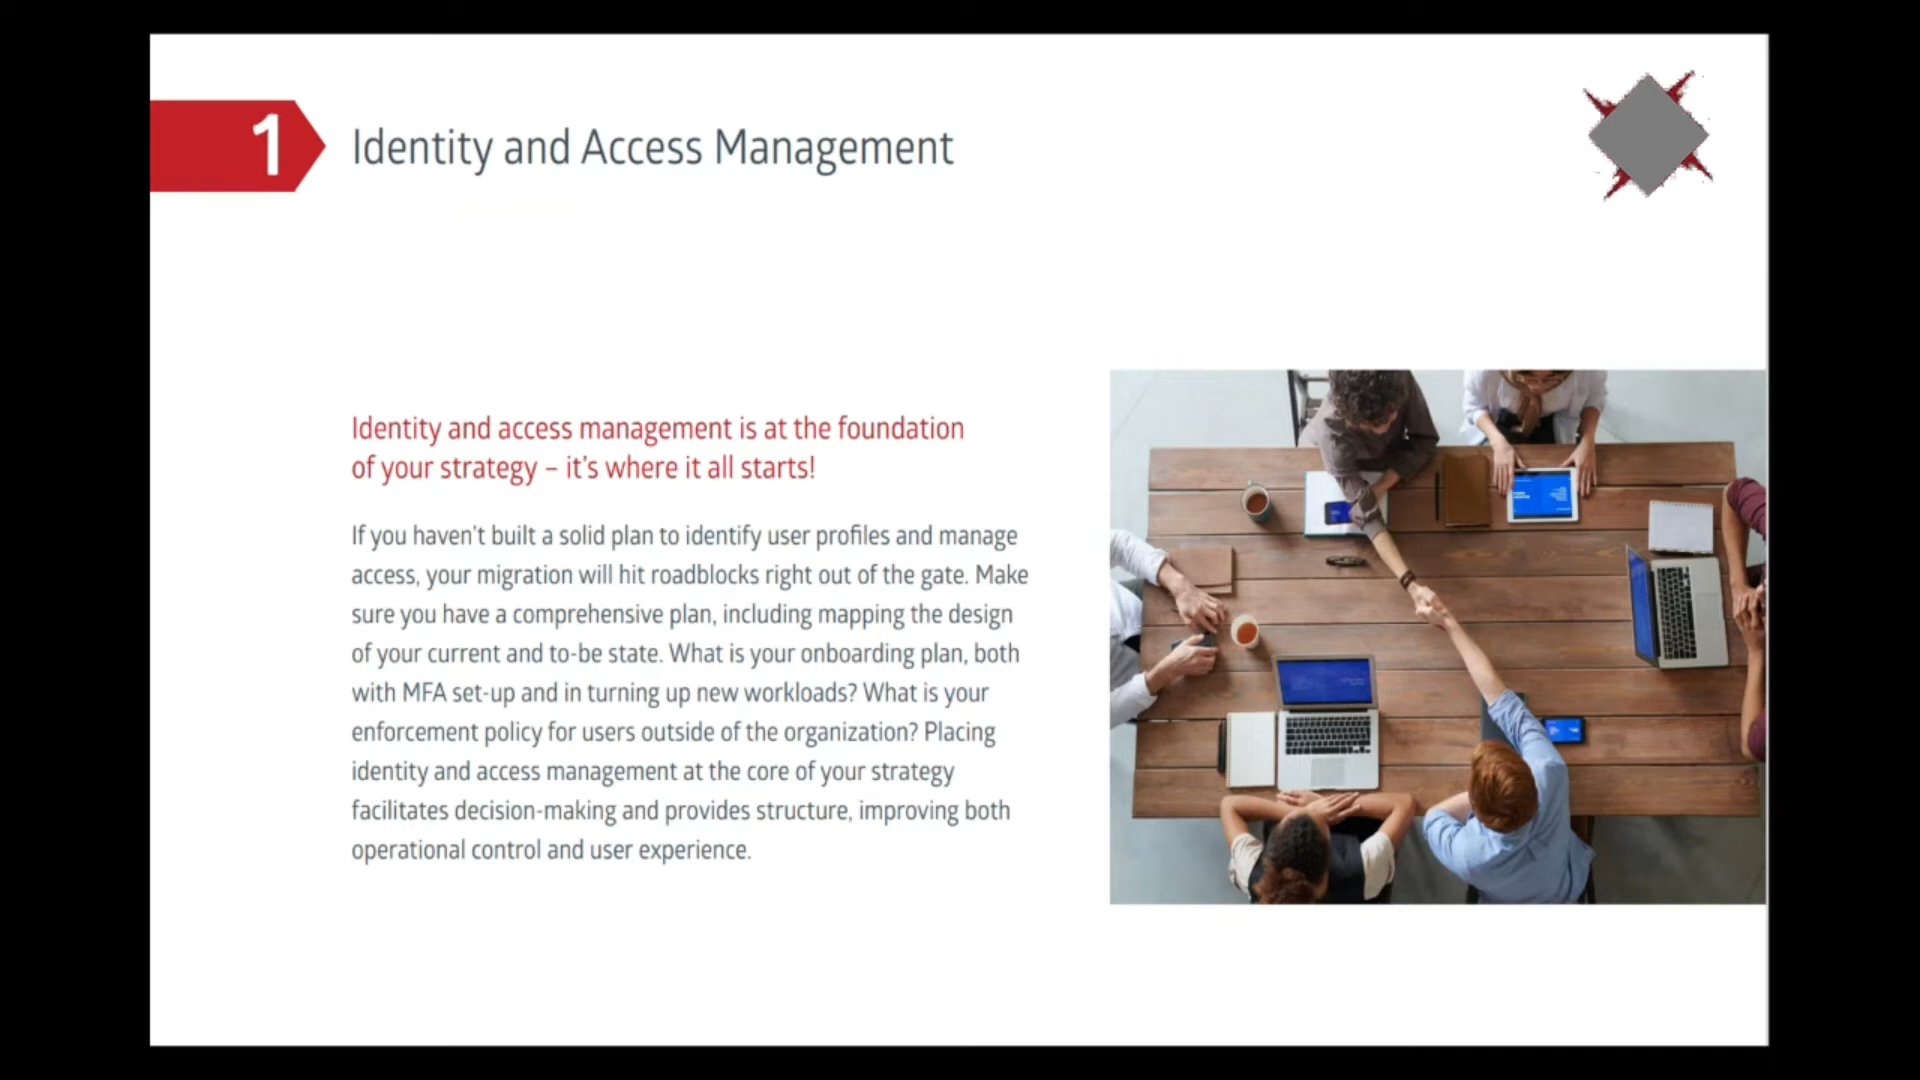 1
Identity and Access Management
Identity and access management is at the foundation
of your strategy – it's where it all starts!
If you haven't built a solid plan to identify user profiles and manage
access, your migration will hit roadblocks right out of the gate. Make
sure you have a comprehensive plan, including mapping the design
of your current and to-be state. What is your onboarding plan, both
with MFA set-up and in turning up new workloads? What is your
enforcement policy for users outside of the organization? Placing
identity and access management at the core of your strategy
facilitates decision-making and provides structure, improving both
operational control and user experience.